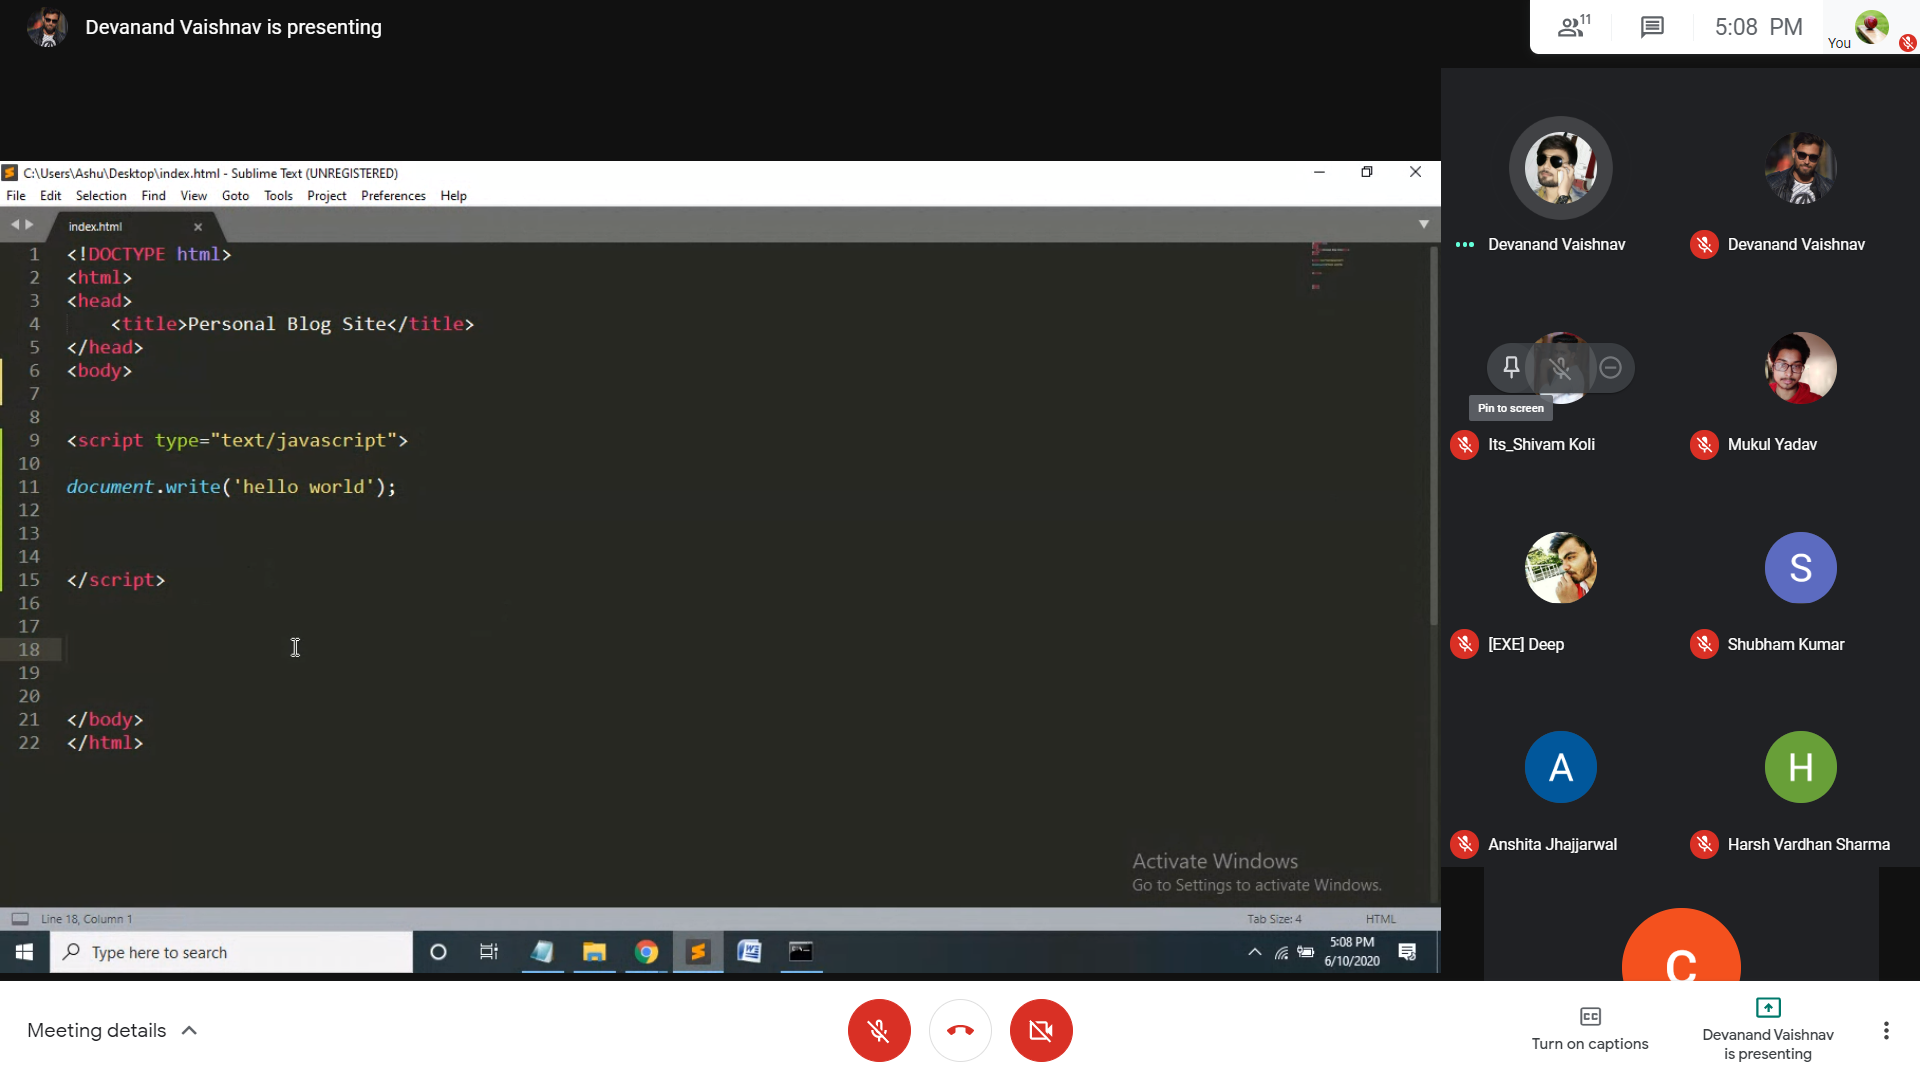 Devanand Vaishnav is presenting
11
5:08 PM
You
C:\Users\Ashu\Desktop\index.html - Sublime Text (UNREGISTERED)
File Edit Selection Find View Goto Tools Project Preferences Help
index.html
1 <!DOCTYPE html>
2 <html>
3 <head>
4 <title>Personal Blog Site</title>
5 </head>
6 <body>
7
8
9 <script type="text/javascript">
10
11 document.write('hello world');
12
13
14
15 </script>
16
17
18
19
20
21 </body>
22 </html>
Activate Windows
Go to Settings to activate Windows.
Line 18, Column 1
Tab Size: 4
HTML
Type here to search
5:08 PM
6/10/2020
Devanand Vaishnav
Devanand Vaishnav
Pin to screen
Its_Shivam Koli
Mukul Yadav
[EXE] Deep
S
Shubham Kumar
A
Anshita Jhajjarwal
H
Harsh Vardhan Sharma
C
Meeting details
CC
Turn on captions
Devanand Vaishnav
is presenting